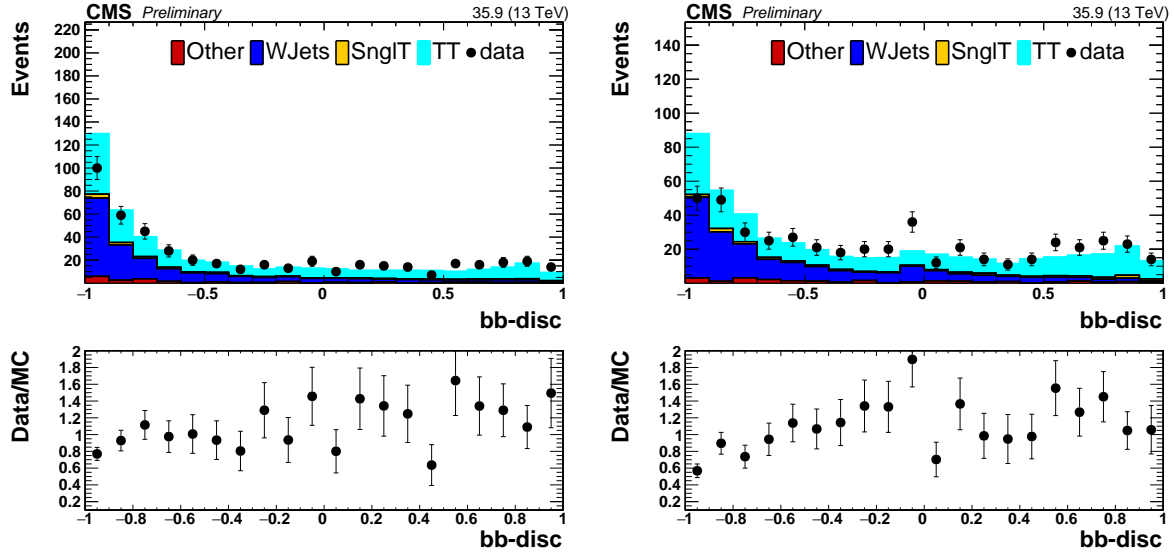 CMS Preliminary 35.9 (13 TeV)
Events
220
200
180
160
140
120
100
80
60
40
20
Other WJets SnglT TT data
−1 −0.5 0 0.5 1
bb-disc
Data/MC
2
1.8
1.6
1.4
1.2
1
0.8
0.6
0.4
0.2
−1 −0.8 −0.6 −0.4 −0.2 0 0.2 0.4 0.6 0.8 1
bb-disc
CMS Preliminary 35.9 (13 TeV)
Events
140
120
100
80
60
40
20
Other WJets SnglT TT data
−1 −0.5 0 0.5 1
bb-disc
Data/MC
2
1.8
1.6
1.4
1.2
1
0.8
0.6
0.4
0.2
−1 −0.8 −0.6 −0.4 −0.2 0 0.2 0.4 0.6 0.8 1
bb-disc